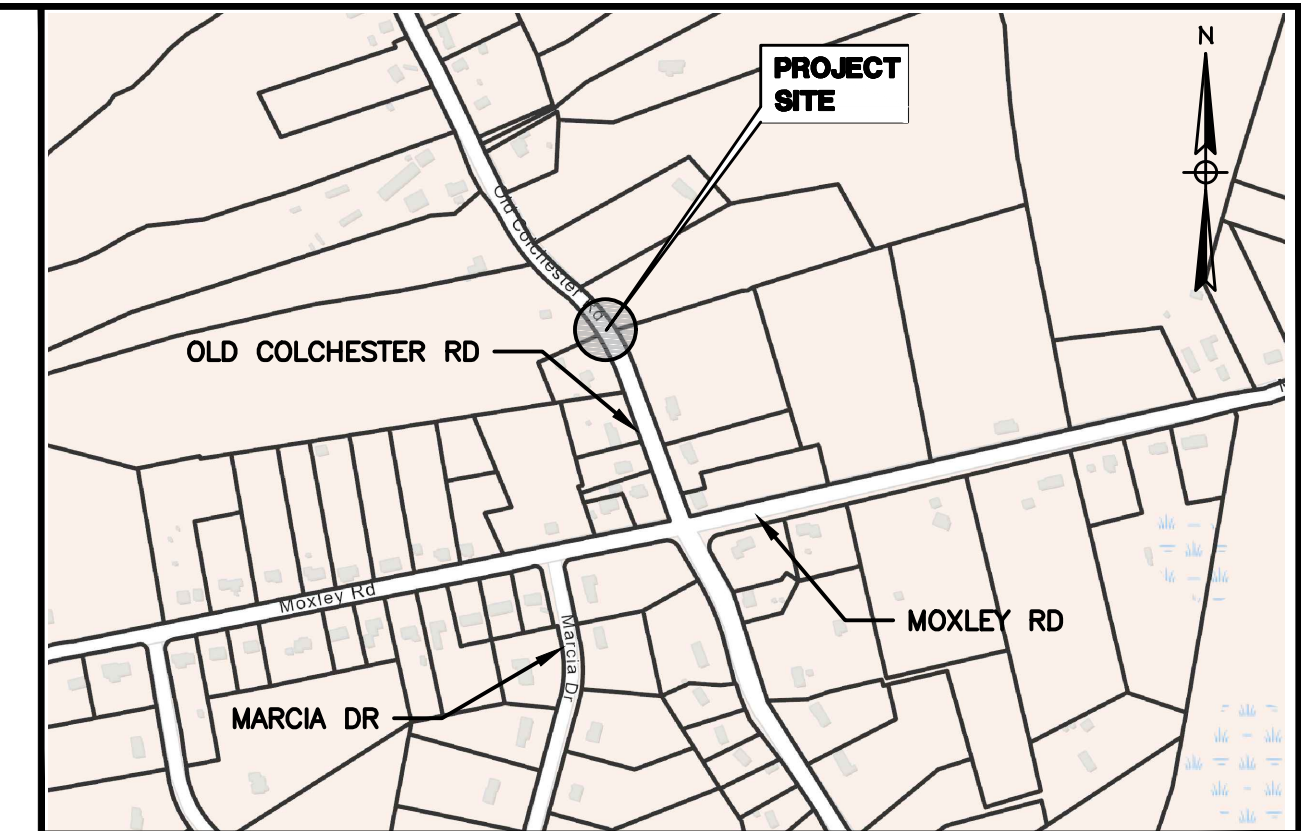 N
PROJECT
SITE
Old Colchester Rd
OLD COLCHESTER RD
Moxley Rd
MOXLEY RD
Marcia Dr
MARCIA DR